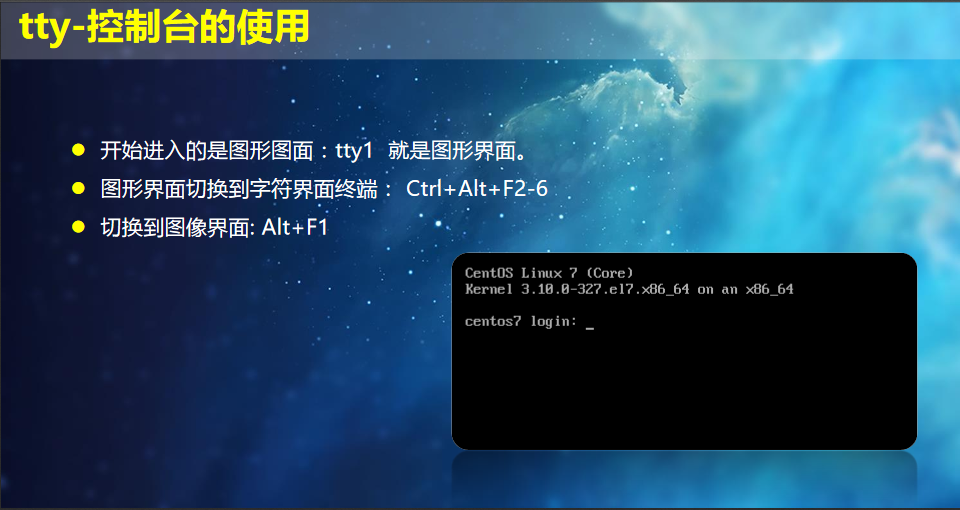 tty-控制台的使用
开始进入的是图形图面：tty1 就是图形界面。
图形界面切换到字符界面终端： Ctrl+Alt+F2-6
切换到图像界面: Alt+F1
CentOS Linux 7 (Core)
Kernel 3.10.0-327.el7.x86_64 on an x86_64
centos7 login: _